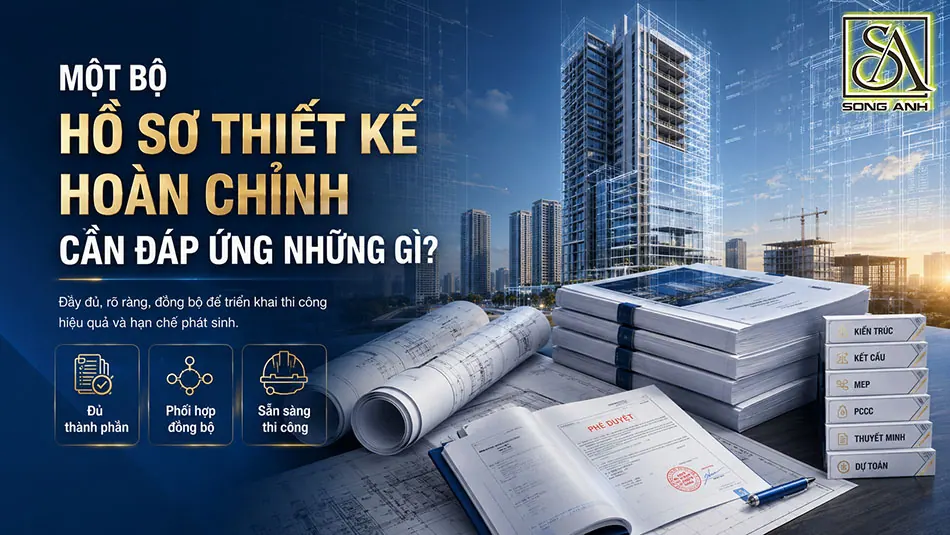 MỘT BỘ
HỒ SƠ THIẾT KẾ
HOÀN CHỈNH
CẦN ĐÁP ỨNG NHỮNG GÌ?
Đầy đủ, rõ ràng, đồng bộ để triển khai thi công
hiệu quả và hạn chế phát sinh.
Đủ
thành phần
Phối hợp
đồng bộ
Sẵn sàng
thi công
SA
SONG ANH
KIẾN TRÚC
KẾT CẤU
MEP
PCCC
THUYẾT MINH
DỰ TOÁN
PHÊ DUYỆT